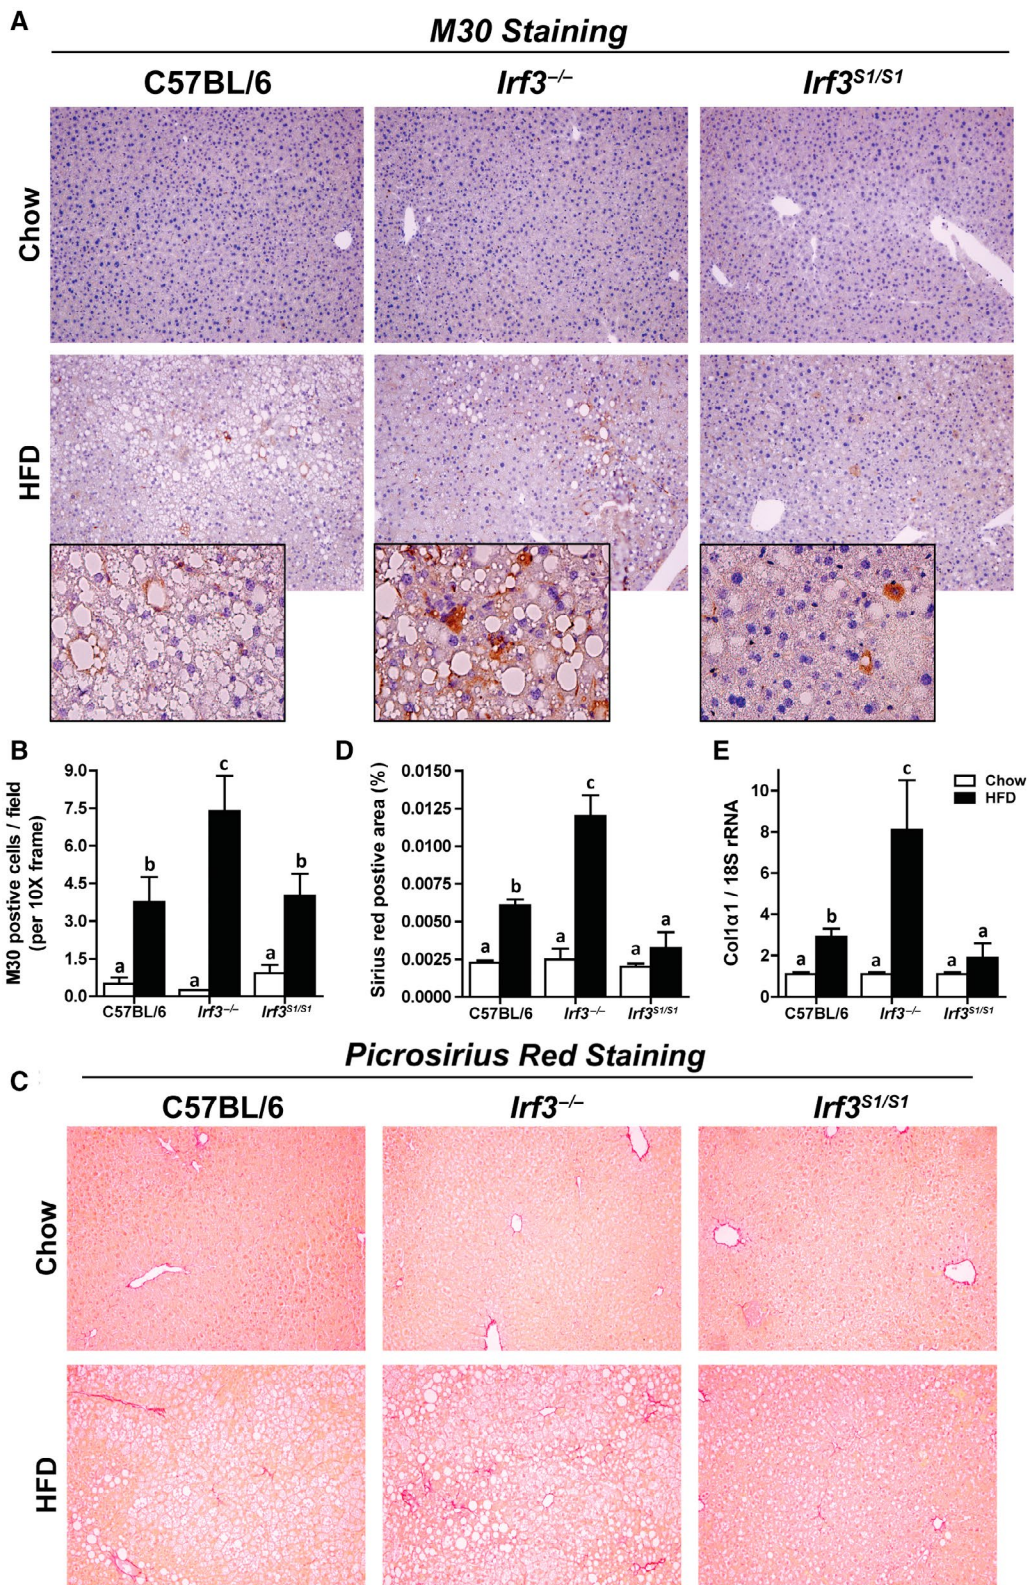 A
M30 Staining
C57BL/6 Irf3–/– Irf3S1/S1
Chow
HFD
B
M30 postive cells / field
(per 10X frame)
9.0
7.5
6.0
4.5
3.0
1.5
0.0
a b a c a b
C57BL/6 Irf3–/– Irf3S1/S1
D
Sirius red postive area (%)
0.0150
0.0125
0.0100
0.0075
0.0050
0.0025
0.0000
a b a c a a
C57BL/6 Irf3–/– Irf3S1/S1
E
Col1α1 / 18S rRNA
10
8
6
4
2
0
a b a c a a
C57BL/6 Irf3–/– Irf3S1/S1
Chow
HFD
Picrosirius Red Staining
C
C57BL/6 Irf3–/– Irf3S1/S1
Chow
HFD